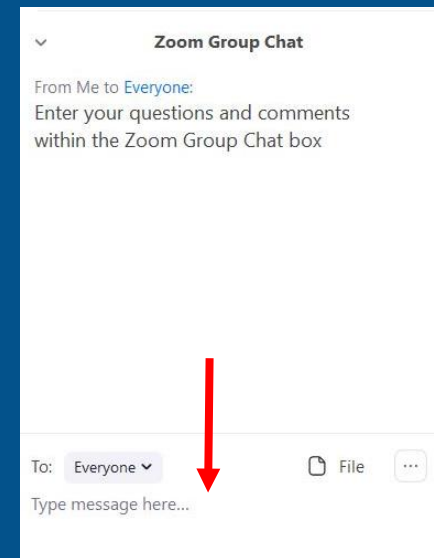 Zoom Group Chat
From Me to Everyone:
Enter your questions and comments
within the Zoom Group Chat box
To: Everyone File ...
Type message here...